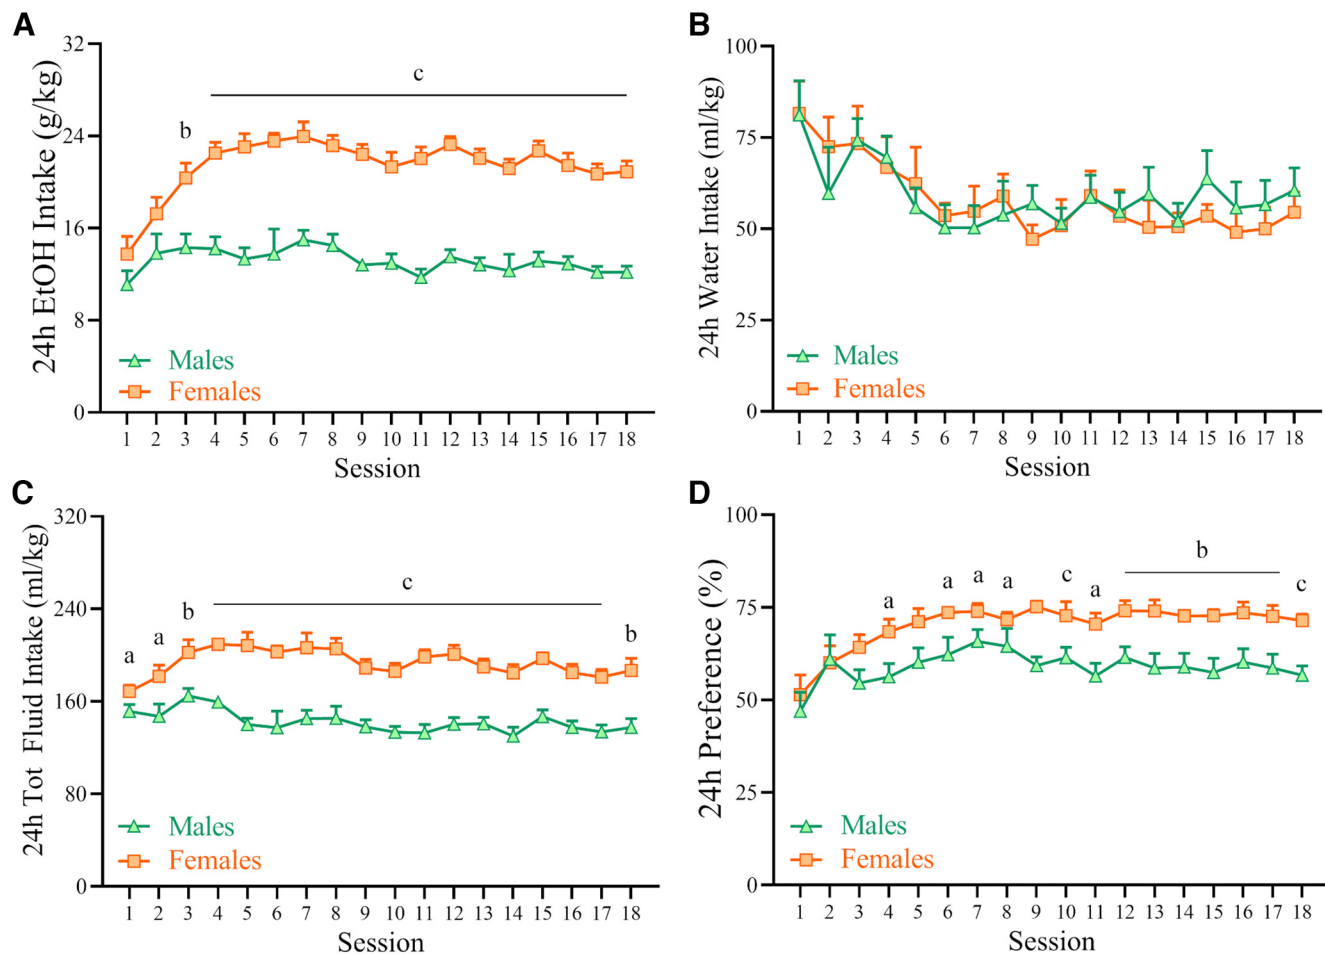 A
24h EtOH Intake (g/kg)
32
24
16
8
0
b
c
Males
Females
1 2 3 4 5 6 7 8 9 10 11 12 13 14 15 16 17 18
Session
B
24h Water Intake (ml/kg)
100
75
50
25
0
Males
Females
1 2 3 4 5 6 7 8 9 10 11 12 13 14 15 16 17 18
Session
C
24h Tot Fluid Intake (ml/kg)
320
240
160
80
0
a a b c b
Males
Females
1 2 3 4 5 6 7 8 9 10 11 12 13 14 15 16 17 18
Session
D
24h Preference (%)
100
75
50
25
0
a a a a c a b c
Males
Females
1 2 3 4 5 6 7 8 9 10 11 12 13 14 15 16 17 18
Session